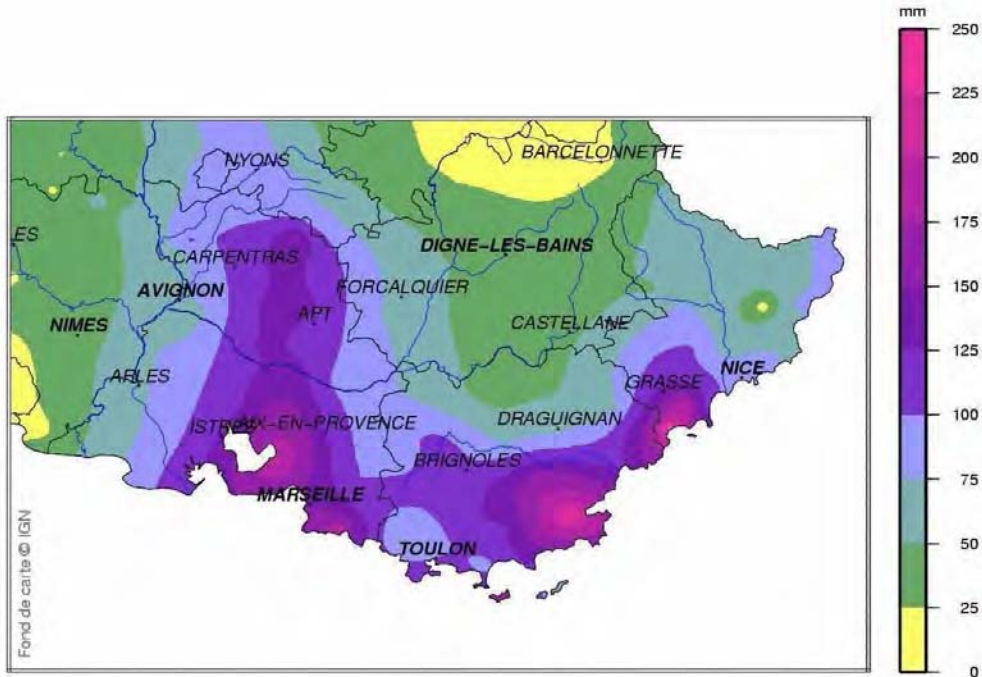 mm
250
225
200
175
150
125
100
75
50
25
0
NYONS
BARCELONNETTE
ES
CARPENTRAS
DIGNE-LES-BAINS
AVIGNON
FORCALQUIER
NIMES
APT
CASTELLANE
ARLES
NICE
GRASSE
ISTRES
AIX-EN-PROVENCE
DRAGUIGNAN
BRIGNOLES
MARSEILLE
TOULON
Fond de carte © IGN